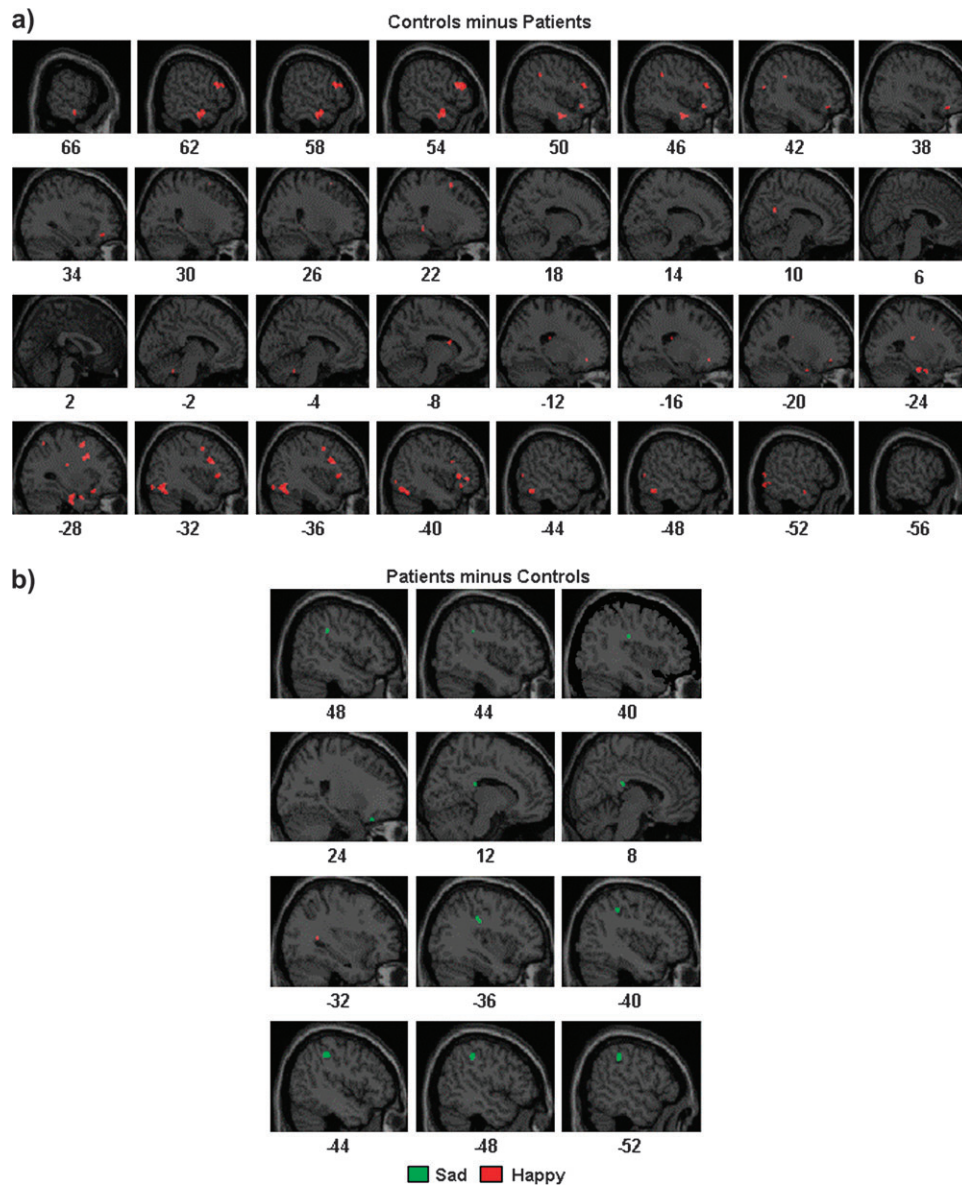 a)
Controls minus Patients
66 62 58 54 50 46 42 38
34 30 26 22 18 14 10 6
2 -2 -4 -8 -12 -16 -20 -24
-28 -32 -36 -40 -44 -48 -52 -56
b)
Patients minus Controls
48 44 40
24 12 8
-32 -36 -40
-44 -48 -52
Sad Happy